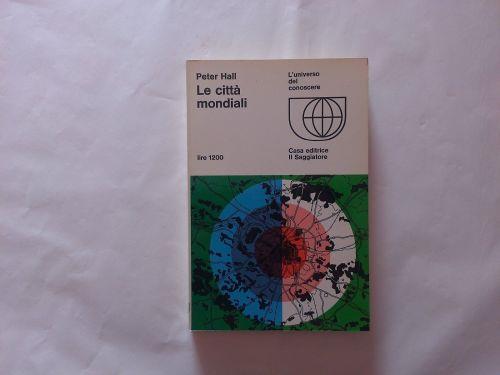 Peter Hall
Le città
mondiali
lire 1200
L'universo
del
conoscere
Casa editrice
Il Saggiatore